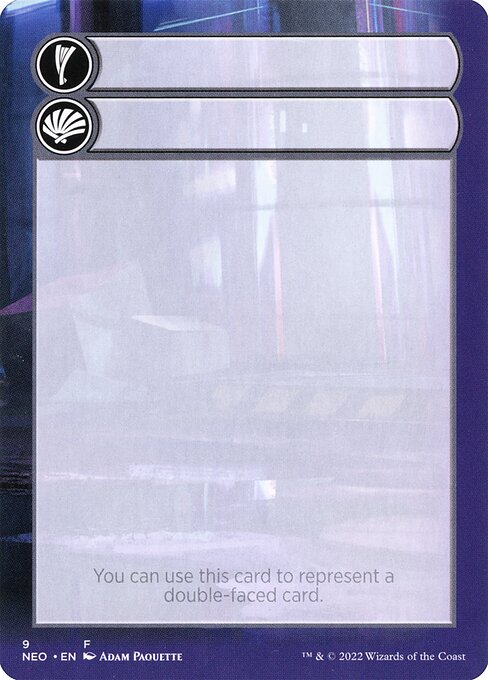 You can use this card to represent a
double-faced card.
9 F
NEO • EN Adam Paquette ™ & © 2022 Wizards of the Coast